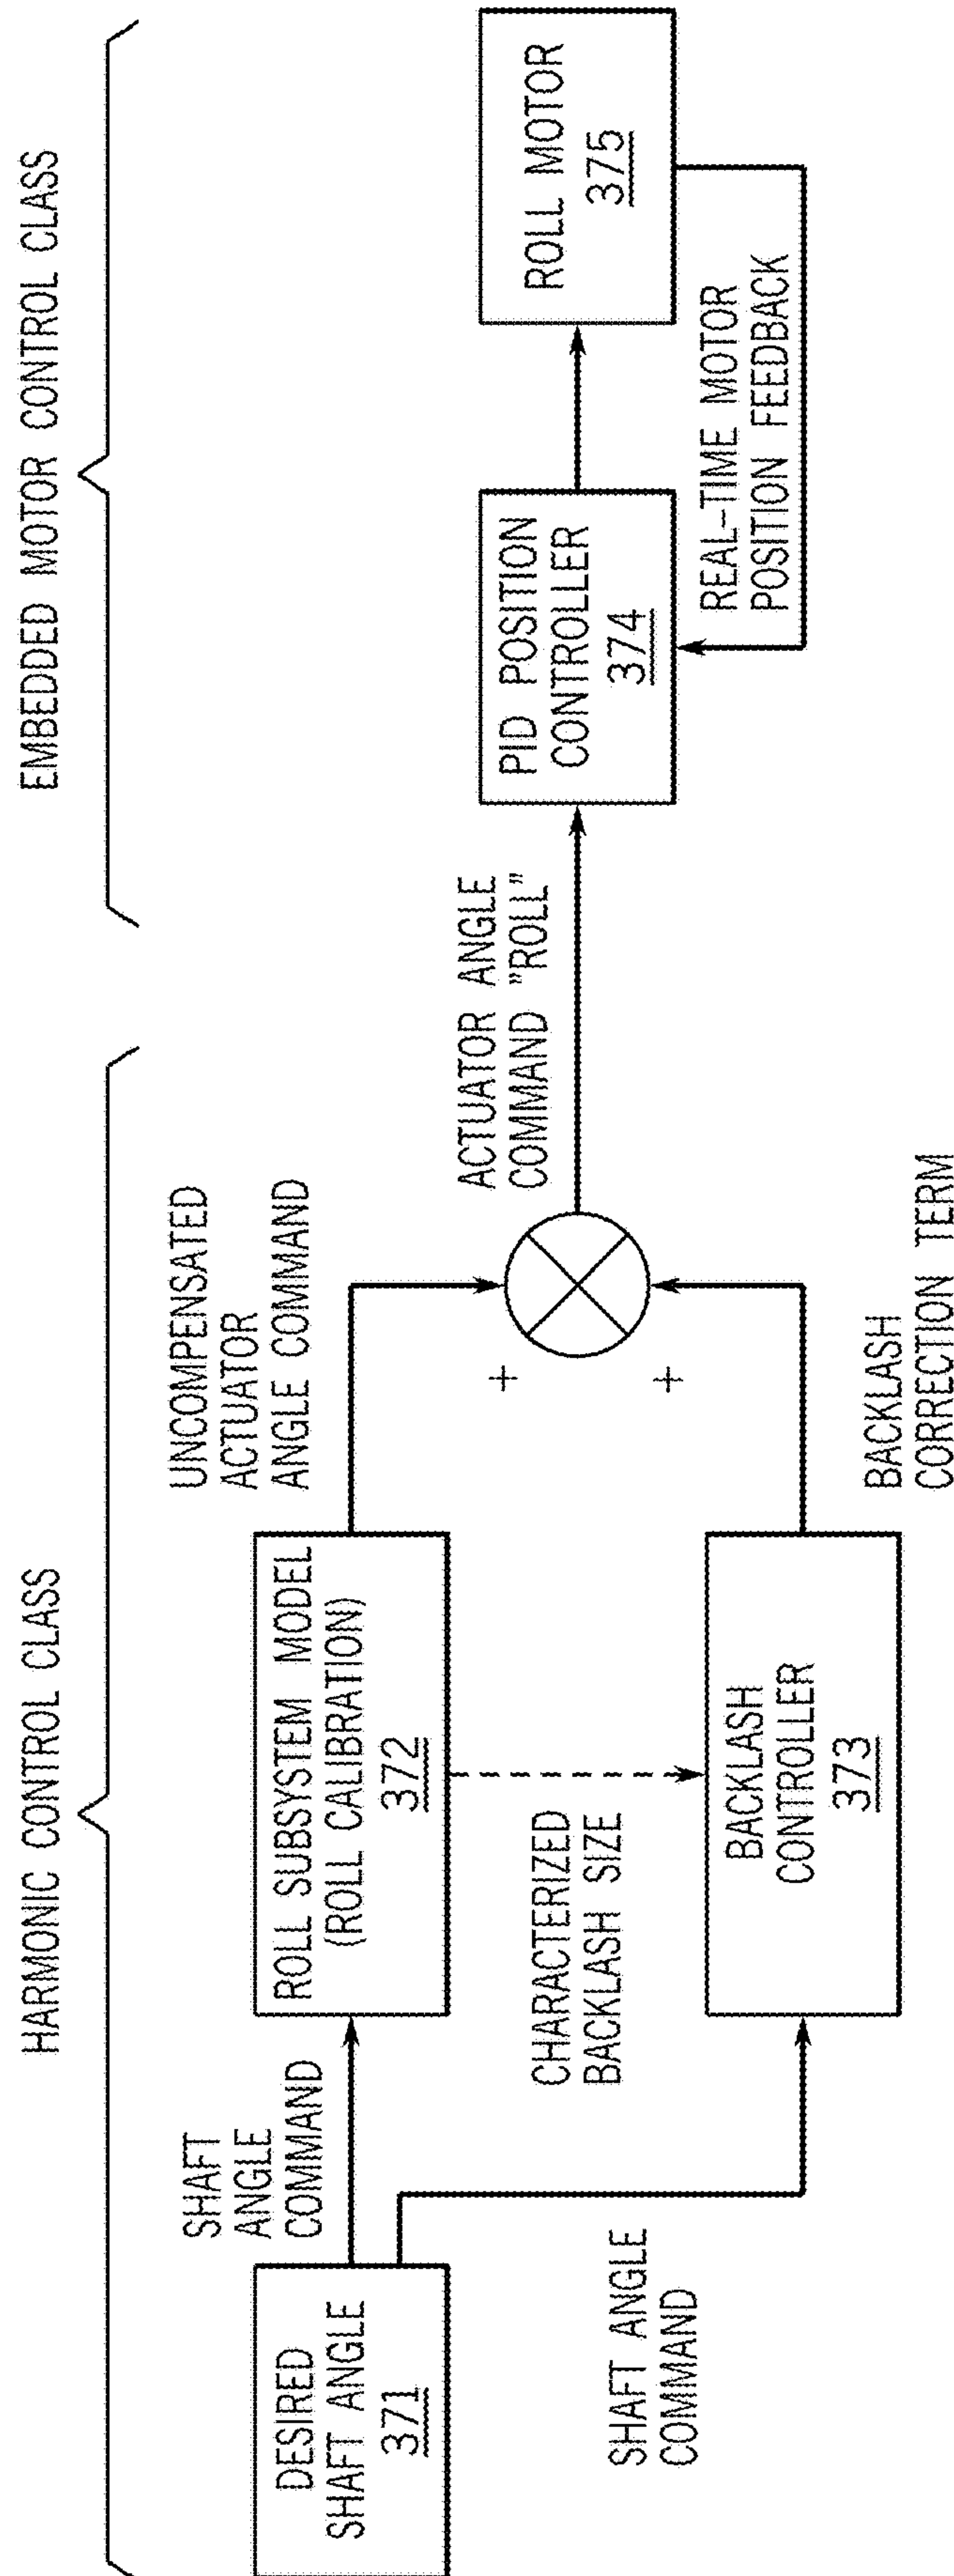 HARMONIC CONTROL CLASS
EMBEDDED MOTOR CONTROL CLASS
DESIRED
SHAFT ANGLE
371
SHAFT
ANGLE
COMMAND
SHAFT ANGLE
COMMAND
ROLL SUBSYSTEM MODEL
(ROLL CALIBRATION)
372
CHARACTERIZED
BACKLASH SIZE
BACKLASH
CONTROLLER
373
UNCOMPENSATED
ACTUATOR
ANGLE COMMAND
+
+
BACKLASH
CORRECTION TERM
ACTUATOR ANGLE
COMMAND "ROLL"
PID POSITION
CONTROLLER
374
ROLL MOTOR
375
REAL-TIME MOTOR
POSITION FEEDBACK